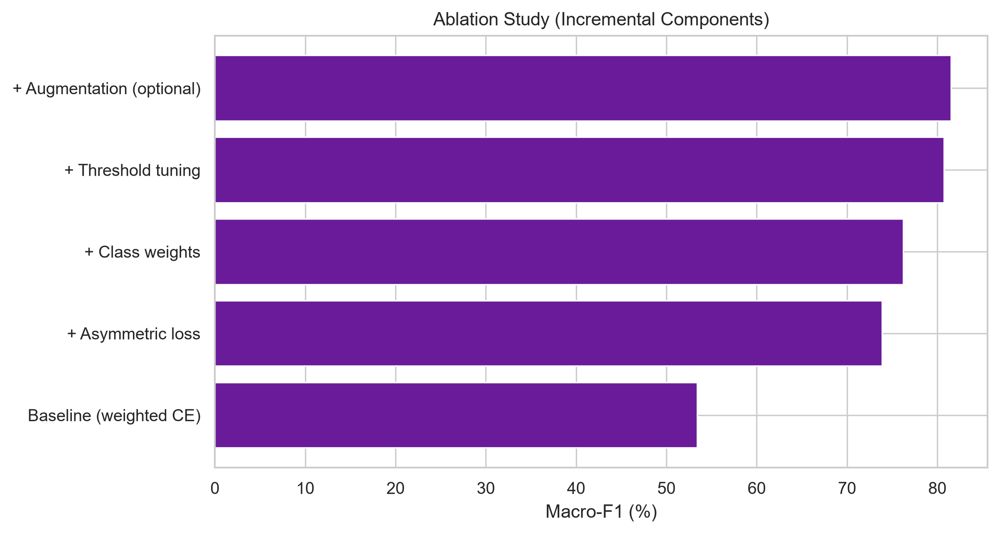 Ablation Study (Incremental Components)
+ Augmentation (optional)
+ Threshold tuning
+ Class weights
+ Asymmetric loss
Baseline (weighted CE)
0 10 20 30 40 50 60 70 80
Macro-F1 (%)